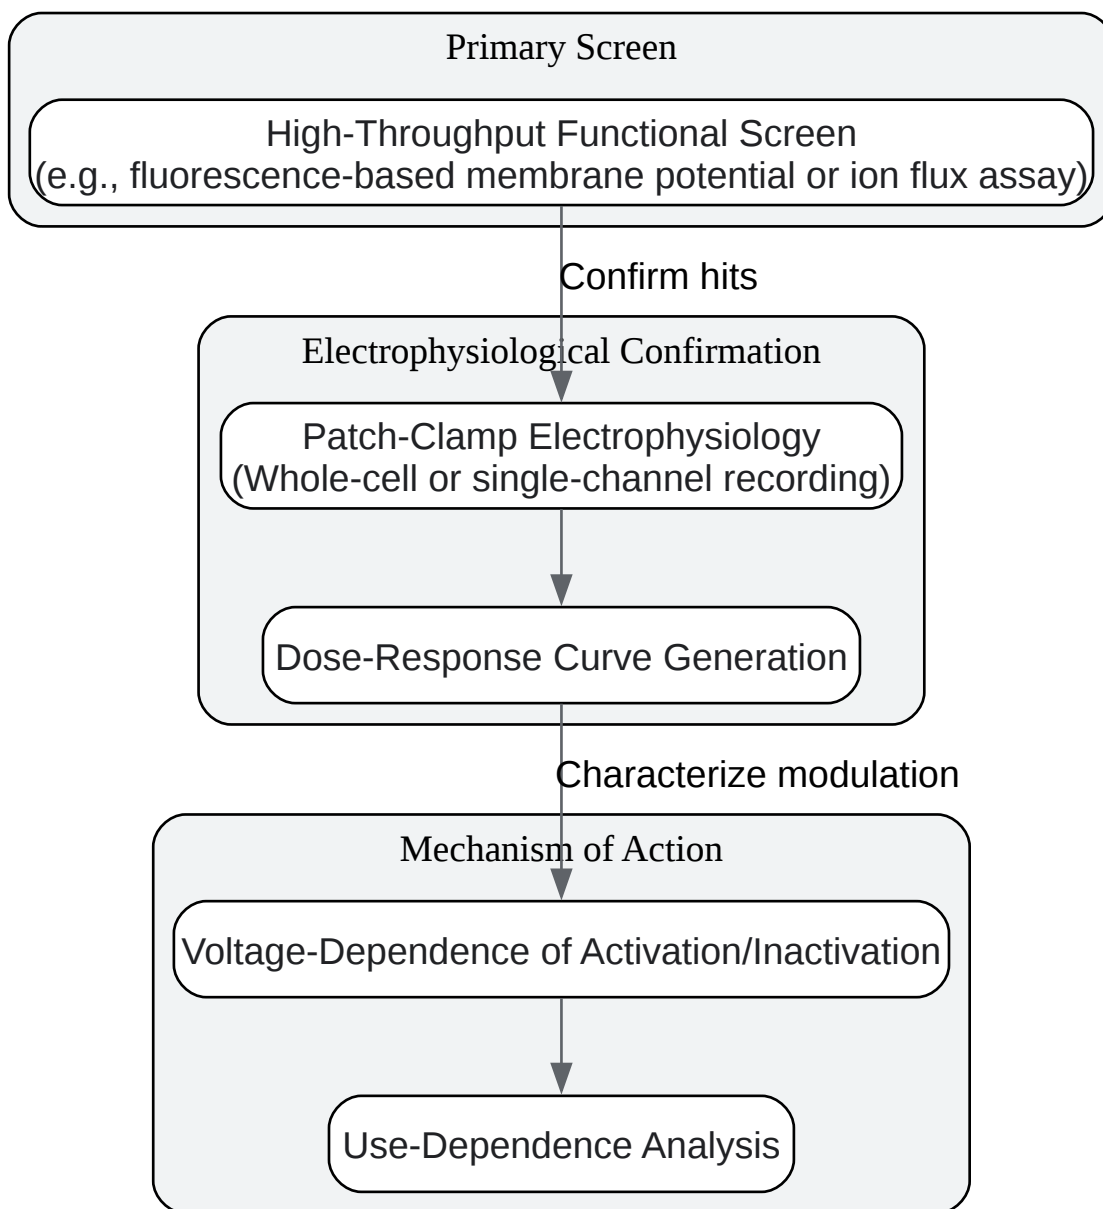 Primary Screen
High-Throughput Functional Screen
(e.g., fluorescence-based membrane potential or ion flux assay)
Confirm hits
Electrophysiological Confirmation
Patch-Clamp Electrophysiology
(Whole-cell or single-channel recording)
Dose-Response Curve Generation
Characterize modulation
Mechanism of Action
Voltage-Dependence of Activation/Inactivation
Use-Dependence Analysis